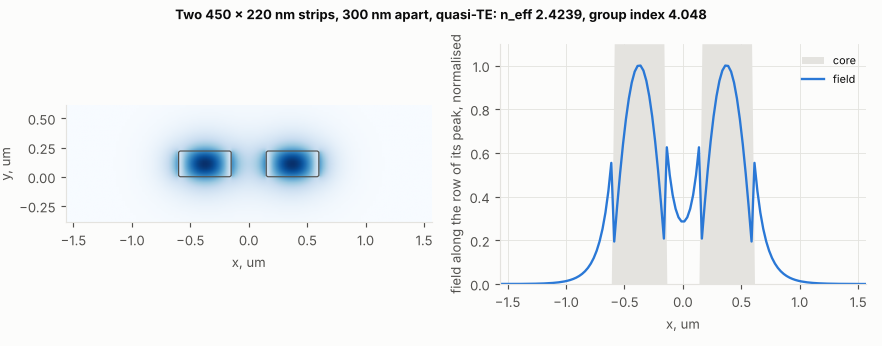 Two 450 × 220 nm strips, 300 nm apart, quasi-TE: n_eff 2.4239, group index 4.048
y, um
0.50
0.25
0.00
−0.25
−1.5 −1.0 −0.5 0.0 0.5 1.0 1.5
x, um
field along the row of its peak, normalised
1.0
0.8
0.6
0.4
0.2
0.0
−1.5 −1.0 −0.5 0.0 0.5 1.0 1.5
x, um
core
field